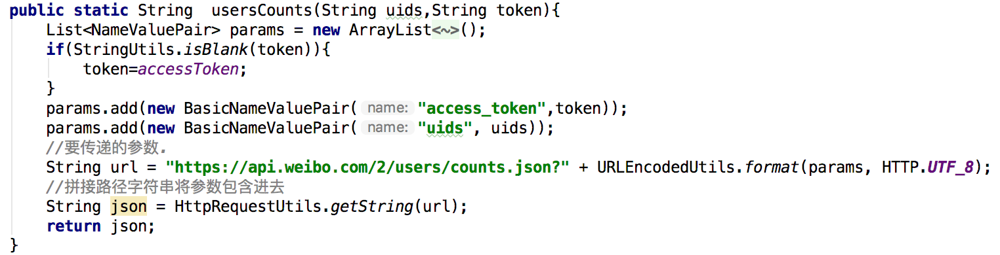 public static String  usersCounts(String uids,String token){
    List<NameValuePair> params = new ArrayList<~>();
    if(StringUtils.isBlank(token)){
        token=accessToken;
    }
    params.add(new BasicNameValuePair( name: "access_token",token));
    params.add(new BasicNameValuePair( name: "uids", uids));
    //要传递的参数.
    String url = "https://api.weibo.com/2/users/counts.json?" + URLEncodedUtils.format(params, HTTP.UTF_8);
    //拼接路径字符串将参数包含进去
    String json = HttpRequestUtils.getString(url);
    return json;
}